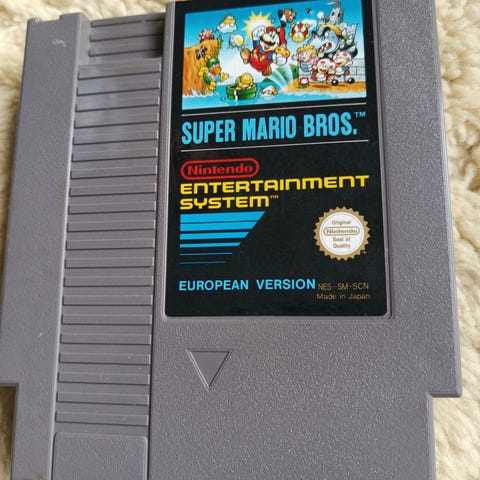 SUPER MARIO BROS.™
Nintendo
ENTERTAINMENT
SYSTEM™
Original
Nintendo
Seal of
Quality
TM
EUROPEAN VERSION NES-SM-SCN
Made in Japan